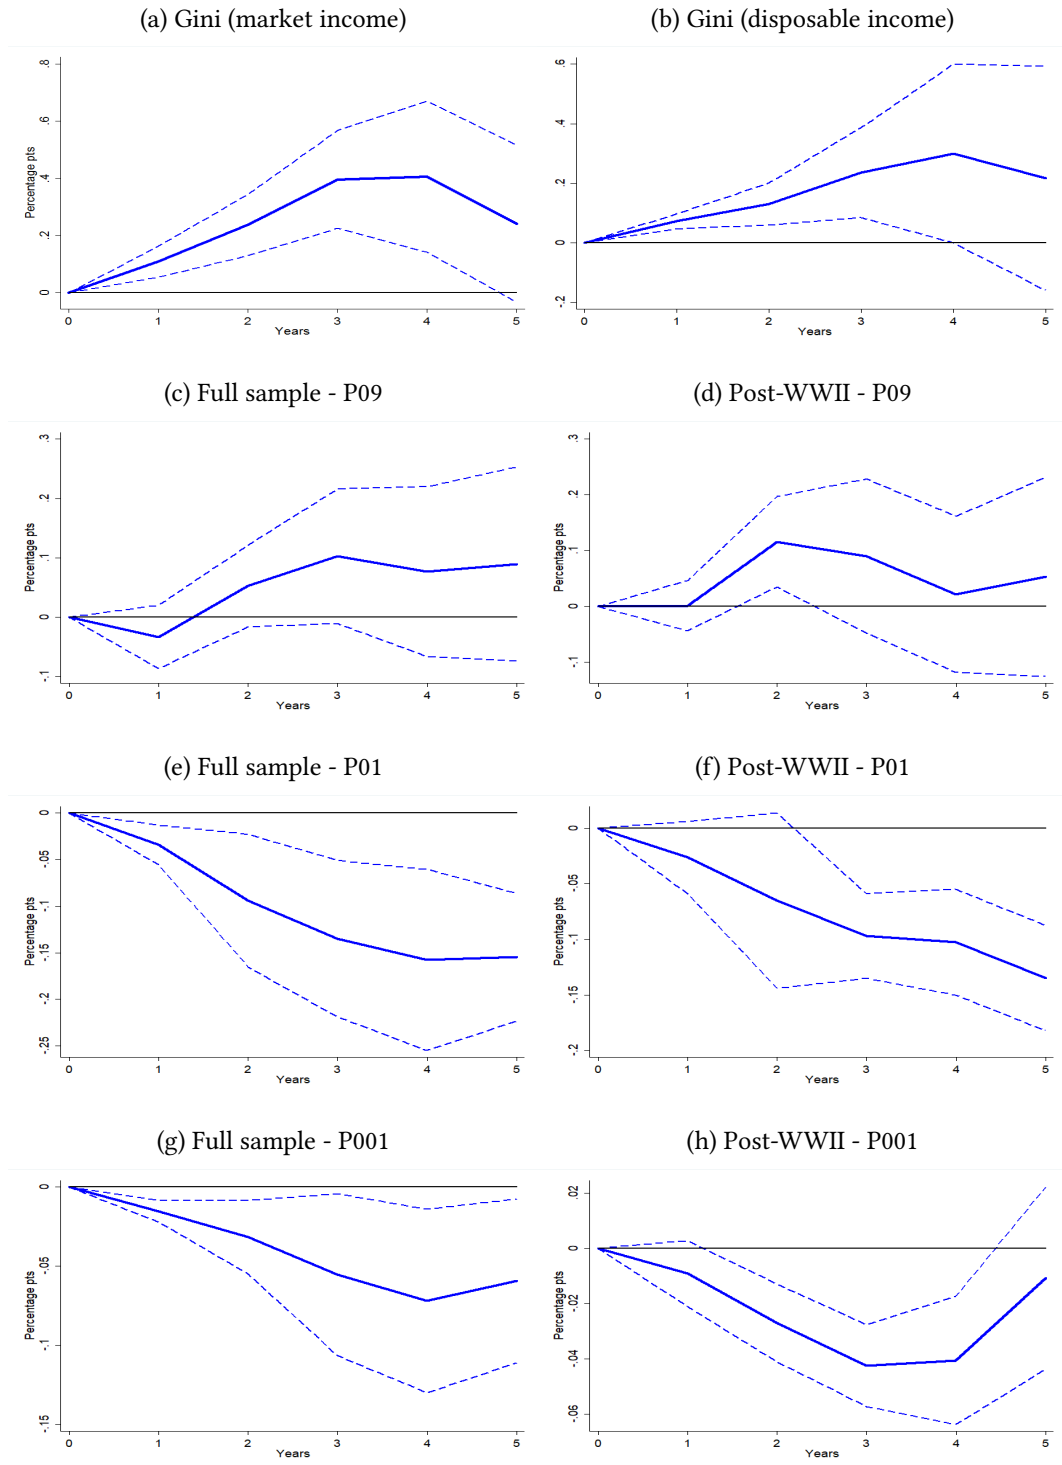 (a) Gini (market income)
(b) Gini (disposable income)
Percentage pts
.8
.6
.4
.2
0
0 1 2 3 4 5
Years
Percentage pts
.6
.4
.2
0
-.2
0 1 2 3 4 5
Years
(c) Full sample - P09
(d) Post-WWII - P09
Percentage pts
.3
.2
.1
0
-.1
0 1 2 3 4 5
Years
Percentage pts
.3
.2
.1
0
-.1
0 1 2 3 4 5
Years
(e) Full sample - P01
(f) Post-WWII - P01
Percentage pts
0
-.05
-.1
-.15
-.2
-.25
0 1 2 3 4 5
Years
Percentage pts
0
-.05
-.1
-.15
-.2
0 1 2 3 4 5
Years
(g) Full sample - P001
(h) Post-WWII - P001
Percentage pts
0
-.05
-.1
-.15
0 1 2 3 4 5
Years
Percentage pts
.02
0
-.02
-.04
-.06
0 1 2 3 4 5
Years